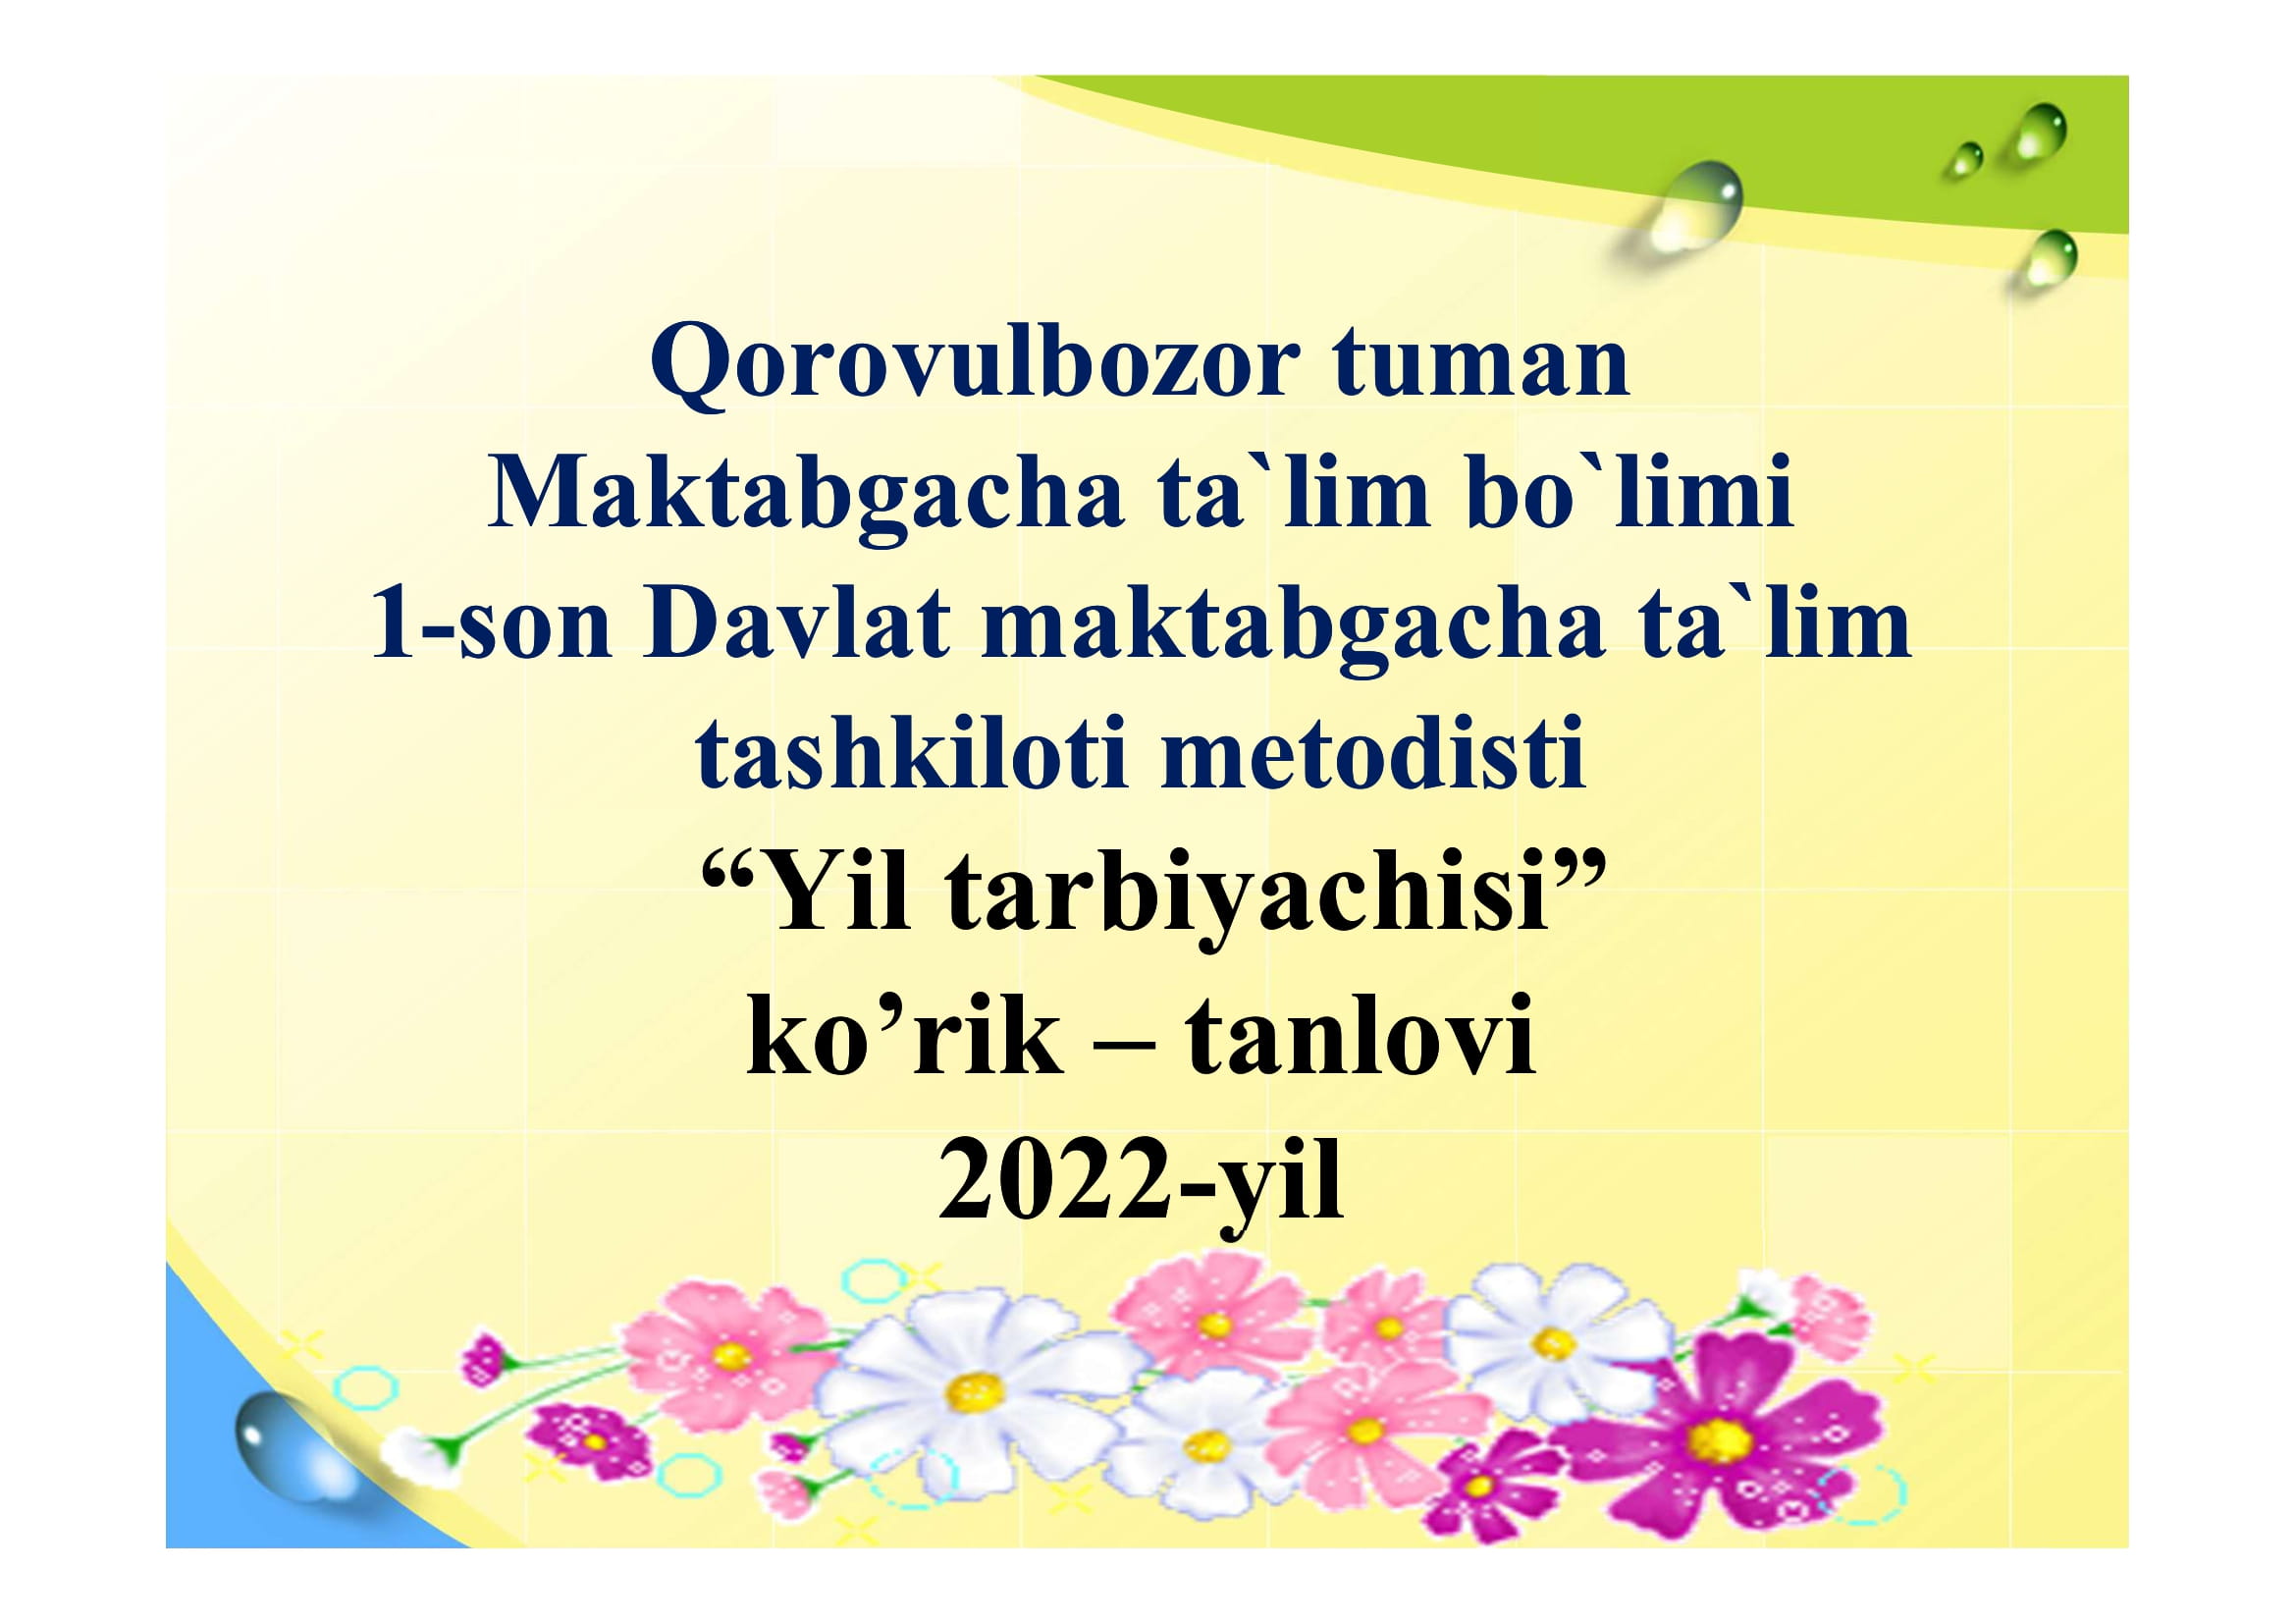 Qorovulbozor tuman
Maktabgacha ta`lim bo`limi
1-son Davlat maktabgacha ta`lim
tashkiloti metodisti
“Yil tarbiyachisi”
ko’rik – tanlovi
2022-yil